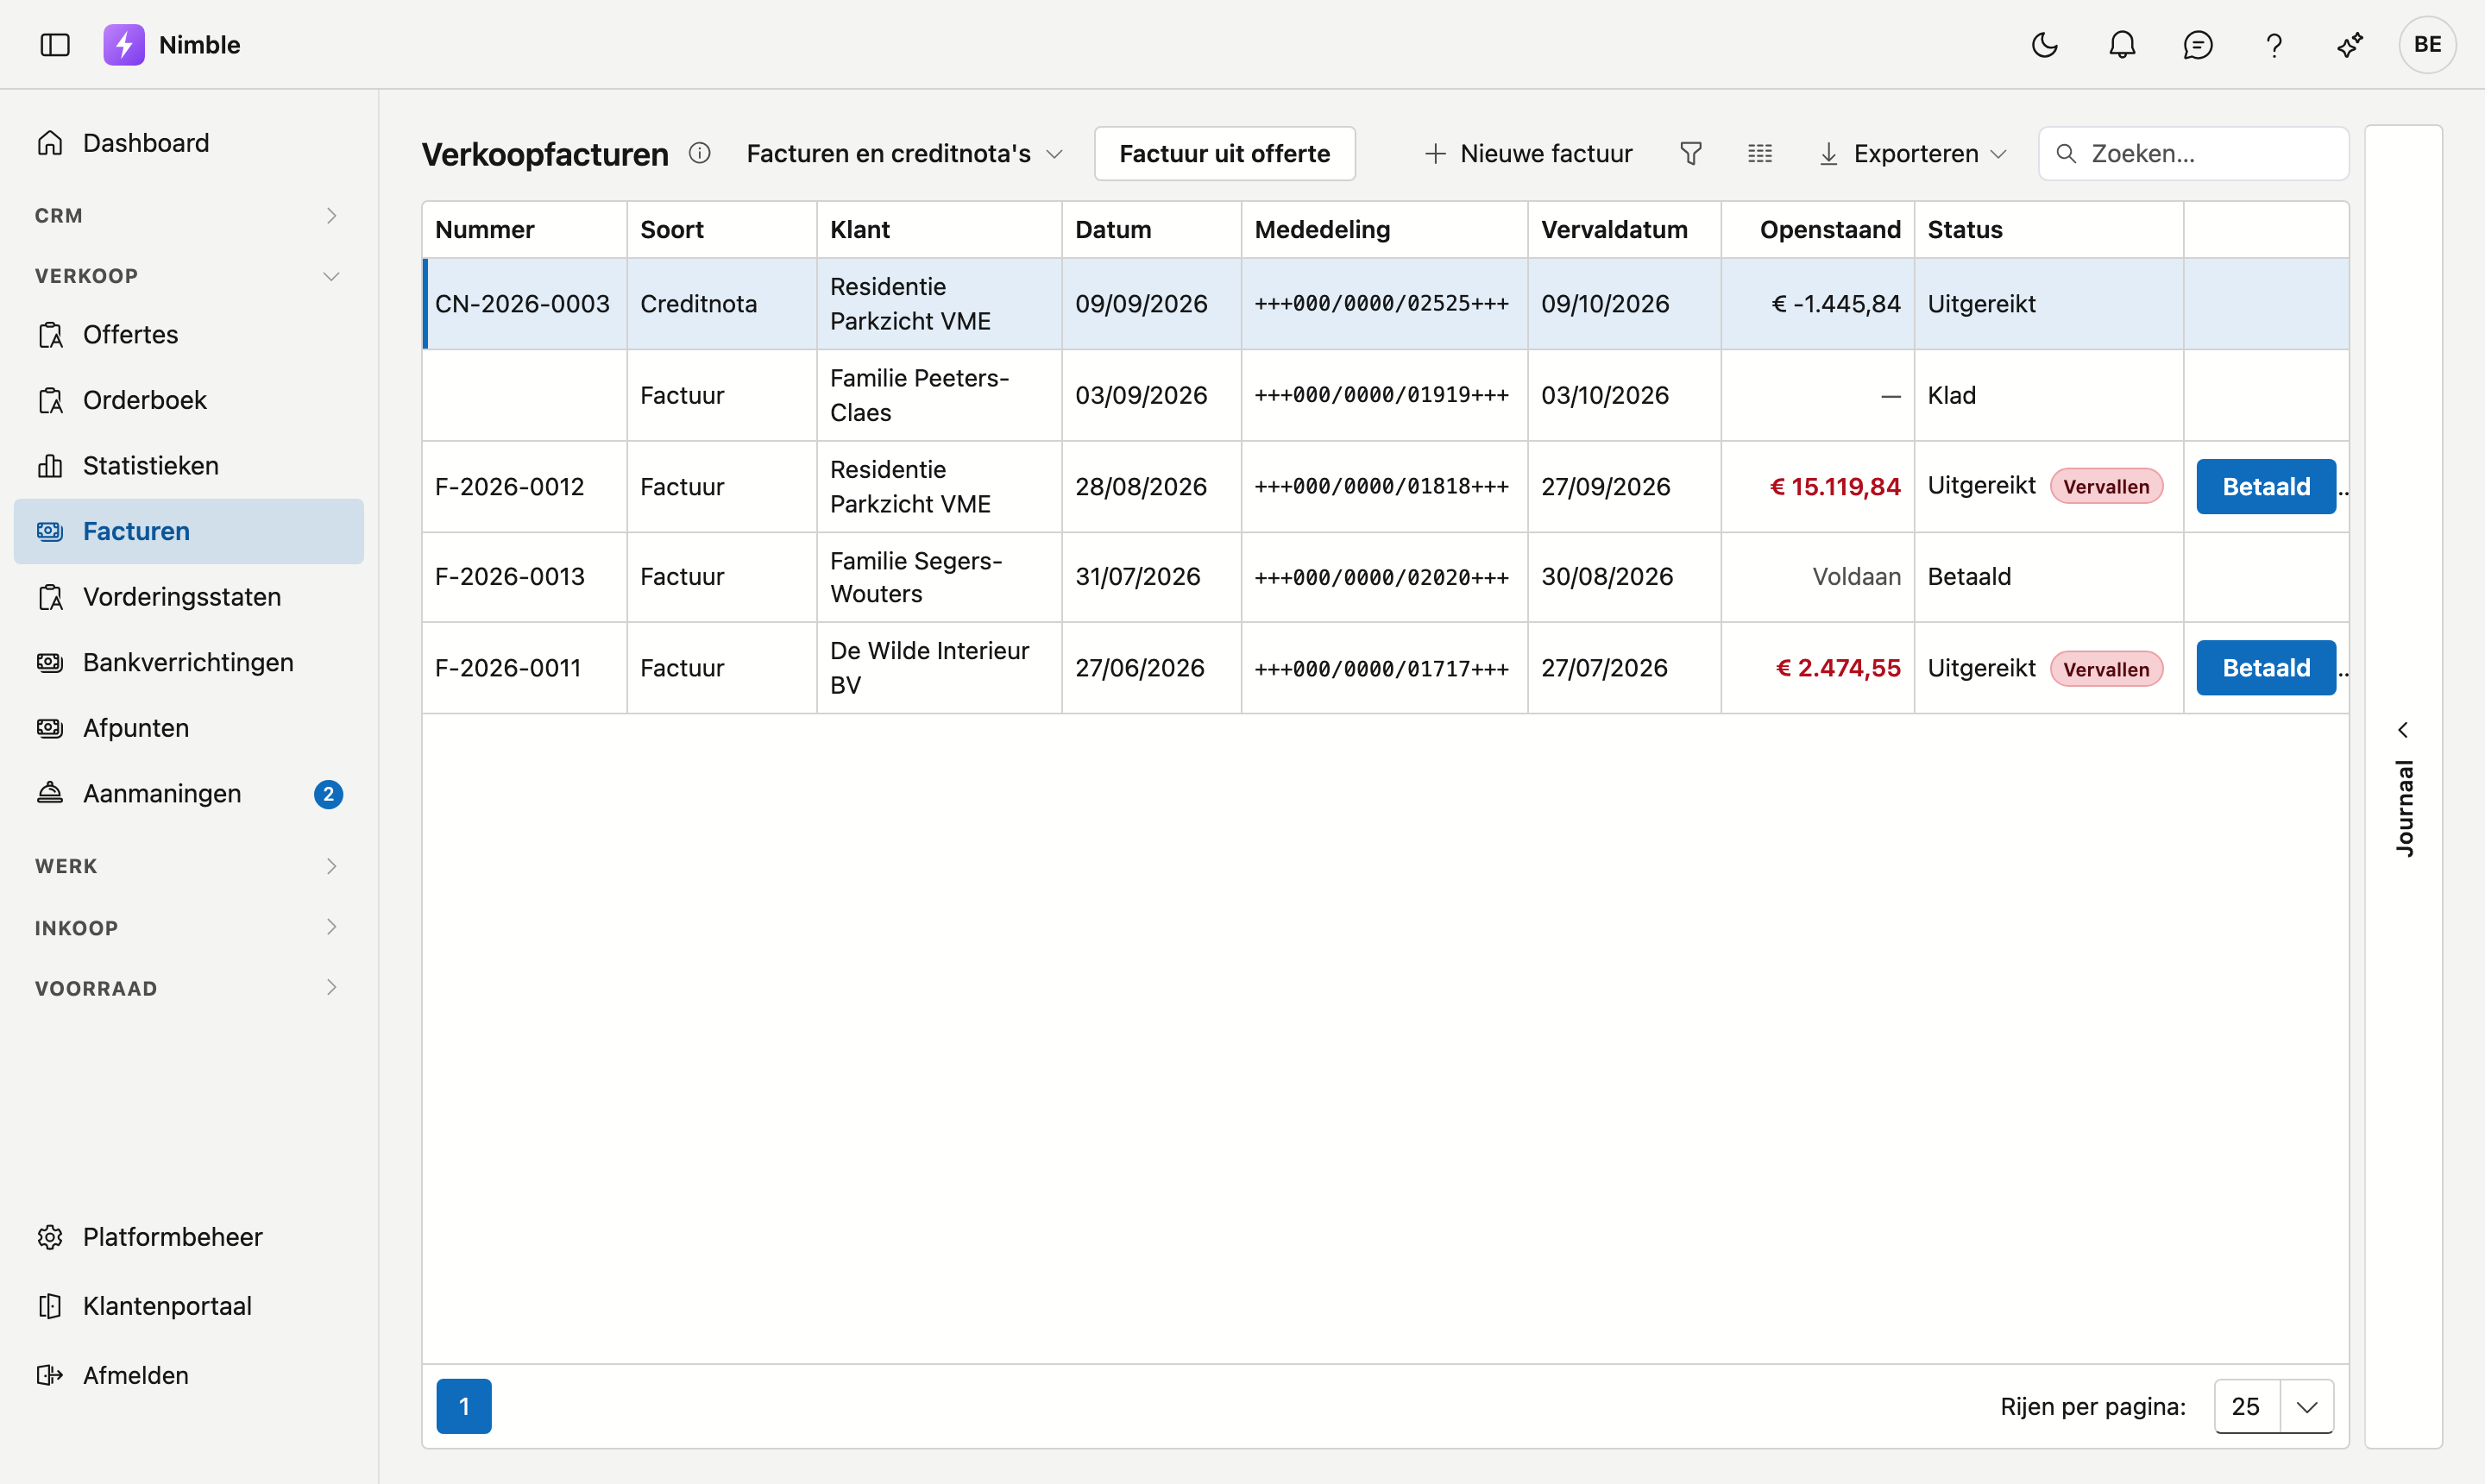 Nimble
BE
Dashboard
CRM
VERKOOP
Offertes
Orderboek
Statistieken
Facturen
Vorderingsstaten
Bankverrichtingen
Afpunten
Aanmaningen 2
WERK
INKOOP
VOORRAAD
Platformbeheer
Klantenportaal
Afmelden
Verkoopfacturen Facturen en creditnota's Factuur uit offerte Nieuwe factuur Exporteren Zoeken...
Nummer Soort Klant Datum Mededeling Vervaldatum Openstaand Status
CN-2026-0003 Creditnota Residentie Parkzicht VME 09/09/2026 +++000/0000/02525+++ 09/10/2026 € -1.445,84 Uitgereikt
Factuur Familie Peeters-Claes 03/09/2026 +++000/0000/01919+++ 03/10/2026 — Klad
F-2026-0012 Factuur Residentie Parkzicht VME 28/08/2026 +++000/0000/01818+++ 27/09/2026 € 15.119,84 Uitgereikt Vervallen Betaald ..
F-2026-0013 Factuur Familie Segers-Wouters 31/07/2026 +++000/0000/02020+++ 30/08/2026 Voldaan Betaald
F-2026-0011 Factuur De Wilde Interieur BV 27/06/2026 +++000/0000/01717+++ 27/07/2026 € 2.474,55 Uitgereikt Vervallen Betaald ..
Journaal
1
Rijen per pagina: 25